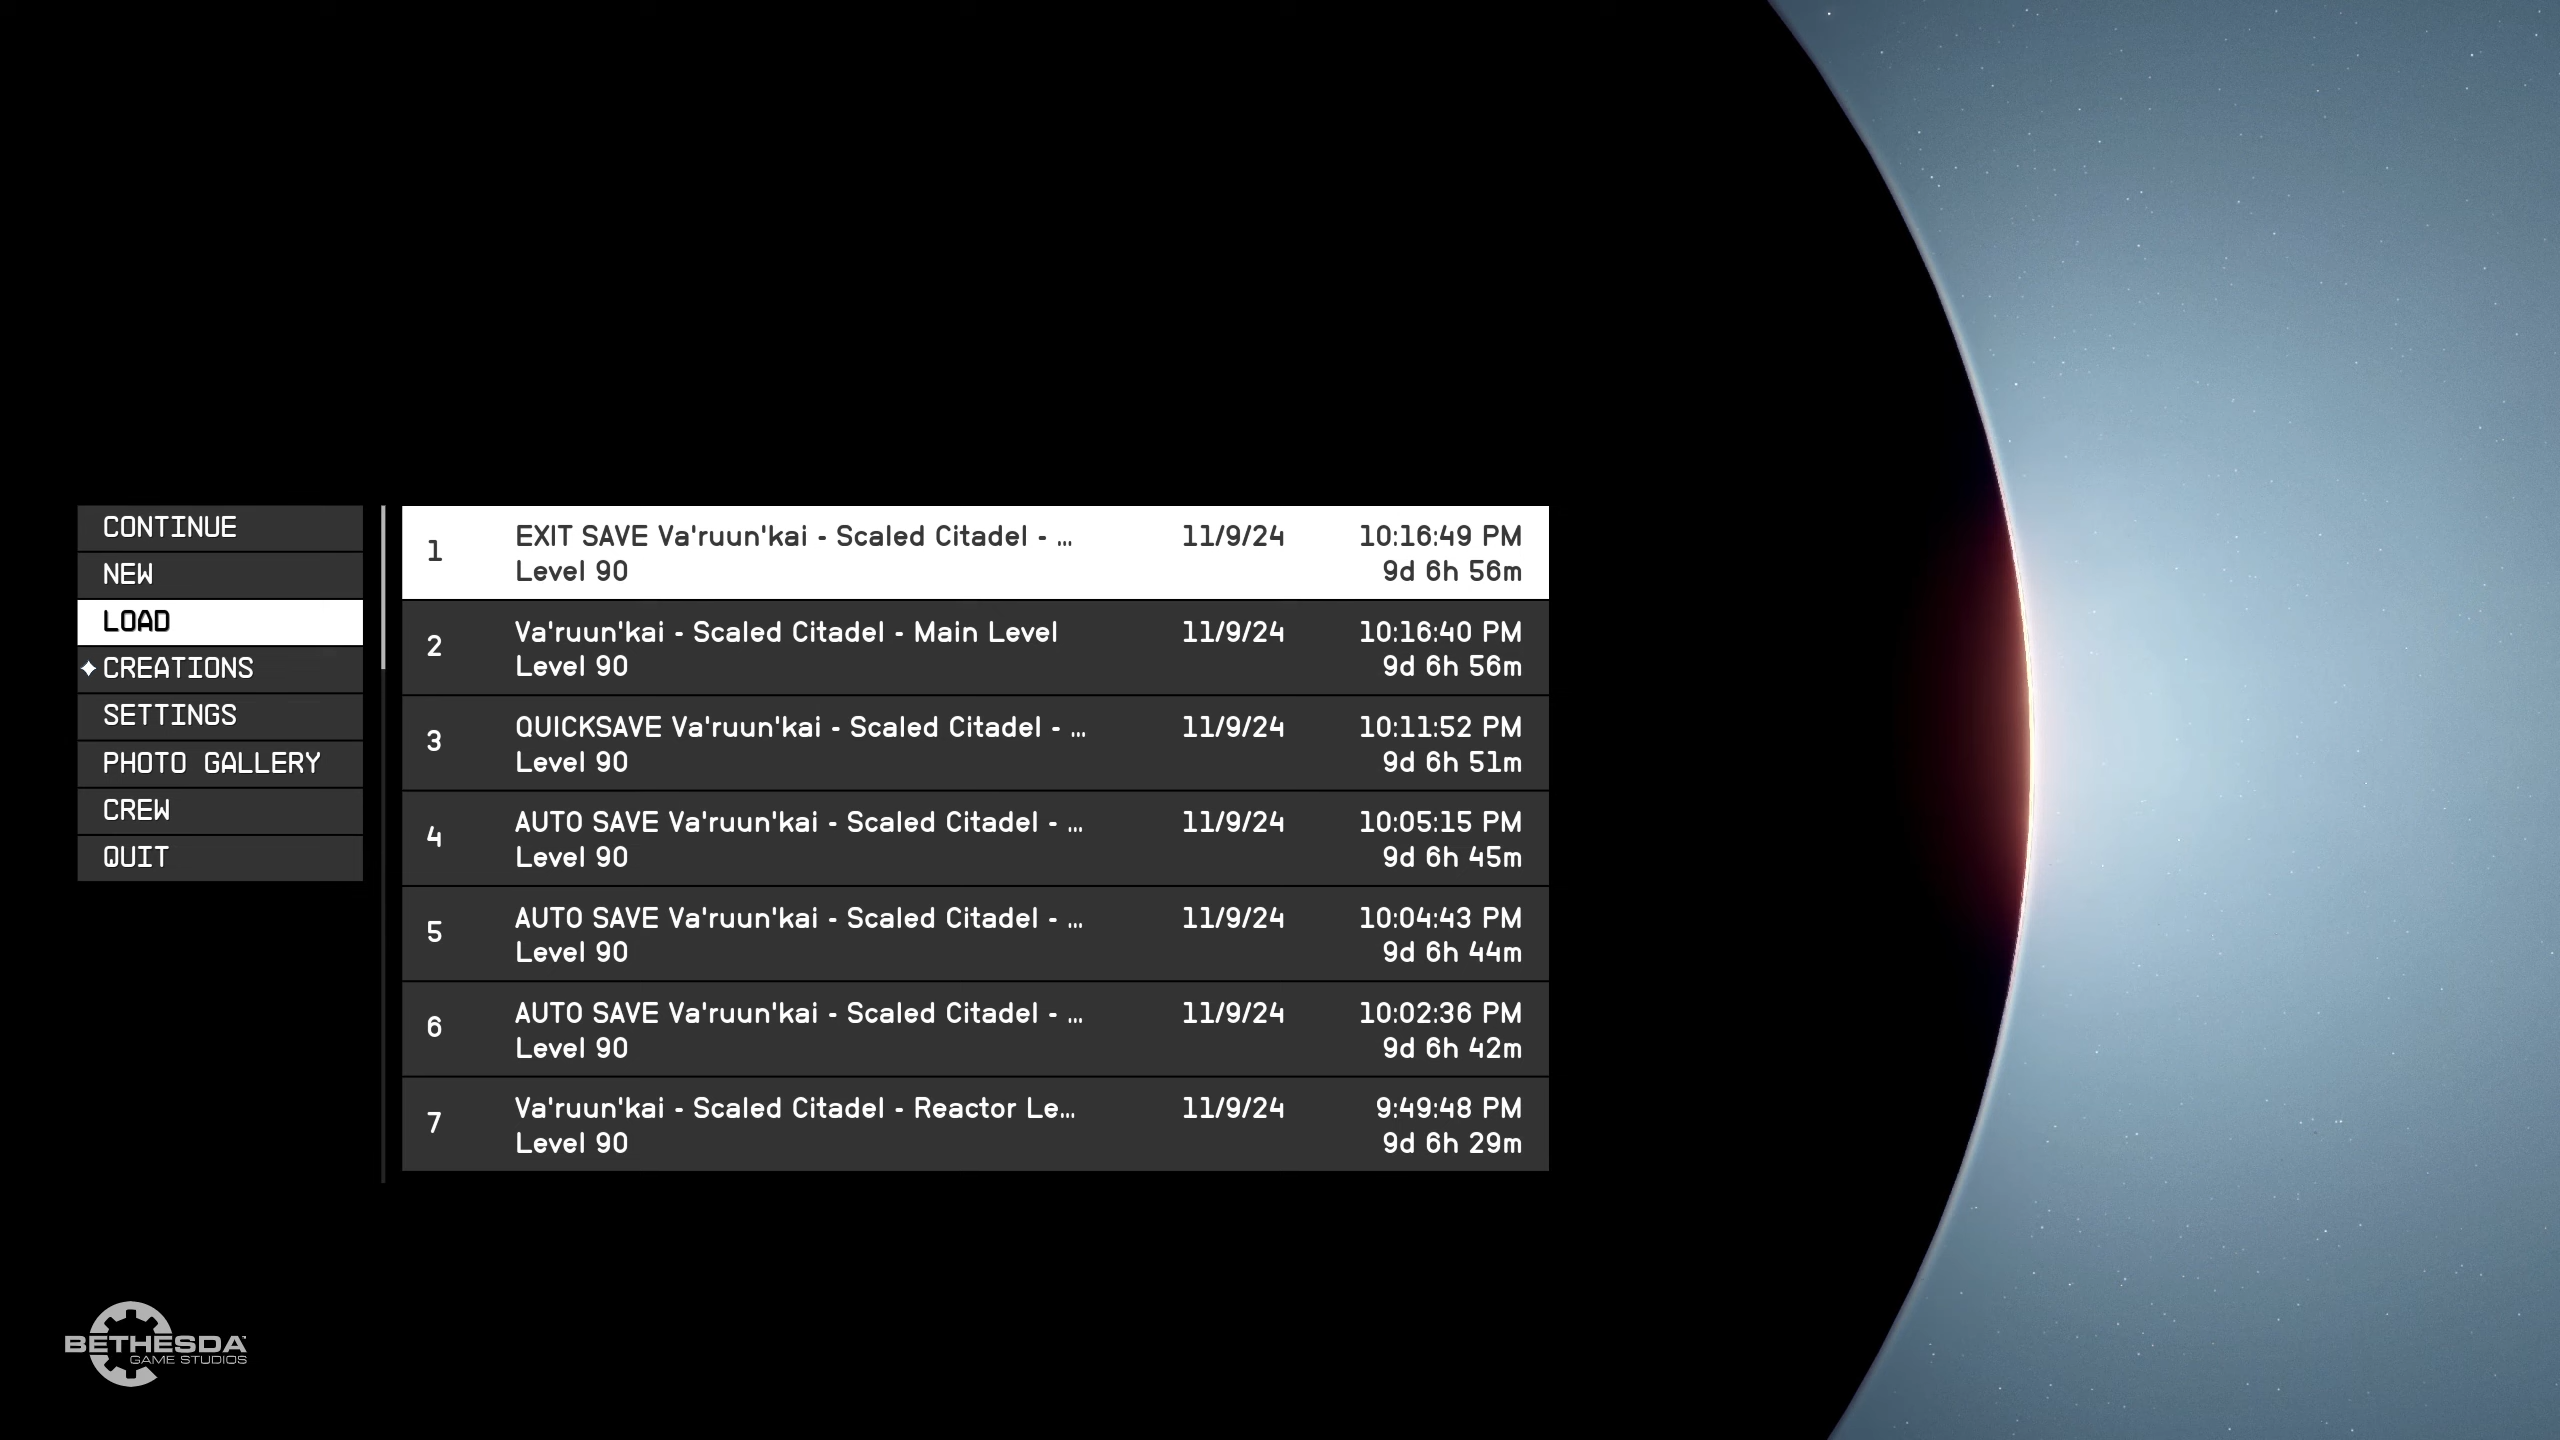 CONTINUE
NEW
LOAD
CREATIONS
SETTINGS
PHOTO GALLERY
CREW
QUIT
1 EXIT SAVE Va'ruun'kai - Scaled Citadel - ... 11/9/24 10:16:49 PM
Level 90 9d 6h 56m
2 Va'ruun'kai - Scaled Citadel - Main Level 11/9/24 10:16:40 PM
Level 90 9d 6h 56m
3 QUICKSAVE Va'ruun'kai - Scaled Citadel - ... 11/9/24 10:11:52 PM
Level 90 9d 6h 51m
4 AUTO SAVE Va'ruun'kai - Scaled Citadel - ... 11/9/24 10:05:15 PM
Level 90 9d 6h 45m
5 AUTO SAVE Va'ruun'kai - Scaled Citadel - ... 11/9/24 10:04:43 PM
Level 90 9d 6h 44m
6 AUTO SAVE Va'ruun'kai - Scaled Citadel - ... 11/9/24 10:02:36 PM
Level 90 9d 6h 42m
7 Va'ruun'kai - Scaled Citadel - Reactor Le... 11/9/24 9:49:48 PM
Level 90 9d 6h 29m
BETHESDA
GAME STUDIOS